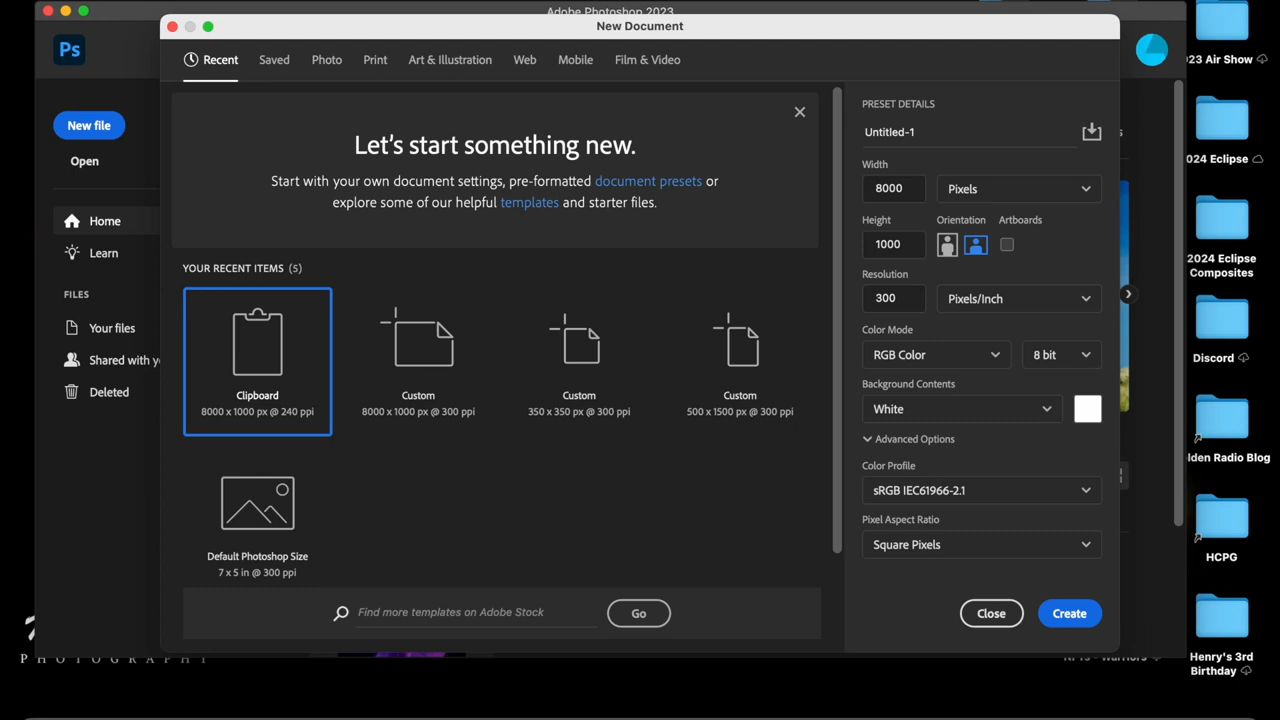 Adobe Photoshop 2023
New Document
Ps
Recent
Saved
Photo
Print
Art & Illustration
Web
Mobile
Film & Video
New file
Open
Home
Learn
FILES
Your files
Shared with yo
Deleted
Let's start something new.
Start with your own document settings, pre-formatted document presets or
explore some of our helpful templates and starter files.
YOUR RECENT ITEMS (5)
Clipboard
8000 x 1000 px @ 240 ppi
Custom
8000 x 1000 px @ 300 ppi
Custom
350 x 350 px @ 300 ppi
Custom
500 x 1500 px @ 300 ppi
Default Photoshop Size
7 x 5 in @ 300 ppi
Find more templates on Adobe Stock
Go
PRESET DETAILS
Untitled-1
Width
8000
Pixels
Height
Orientation
Artboards
1000
Resolution
300
Pixels/Inch
Color Mode
RGB Color
8 bit
Background Contents
White
Advanced Options
Color Profile
sRGB IEC61966-2.1
Pixel Aspect Ratio
Square Pixels
Close
Create
23 Air Show
024 Eclipse
2024 Eclipse
Composites
Discord
lden Radio Blog
HCPG
Henry's 3rd
Birthday
PHOTOGRAPHY